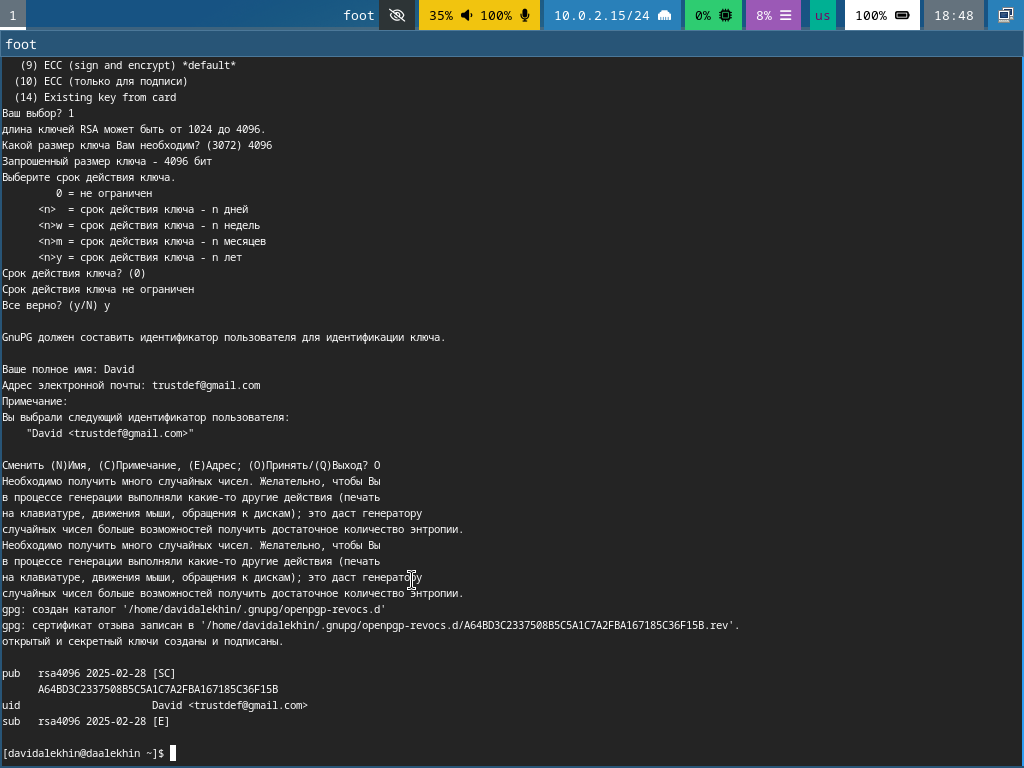 1 foot 35% 100% 10.0.2.15/24 0% 8% us 100% 18:48
foot
(9) ECC (sign and encrypt) *default*
(10) ECC (только для подписи)
(14) Existing key from card
Ваш выбор? 1
длина ключей RSA может быть от 1024 до 4096.
Какой размер ключа Вам необходим? (3072) 4096
Запрошенный размер ключа - 4096 бит
Выберите срок действия ключа.
0 = не ограничен
<n>  = срок действия ключа - n дней
<n>w = срок действия ключа - n недель
<n>m = срок действия ключа - n месяцев
<n>y = срок действия ключа - n лет
Срок действия ключа? (0)
Срок действия ключа не ограничен
Все верно? (y/N) y
GnuPG должен составить идентификатор пользователя для идентификации ключа.
Ваше полное имя: David
Адрес электронной почты: trustdef@gmail.com
Примечание:
Вы выбрали следующий идентификатор пользователя:
"David <trustdef@gmail.com>"
Сменить (N)Имя, (C)Примечание, (E)Адрес; (O)Принять/(Q)Выход? O
Необходимо получить много случайных чисел. Желательно, чтобы Вы
в процессе генерации выполняли какие-то другие действия (печать
на клавиатуре, движения мыши, обращения к дискам); это даст генератору
случайных чисел больше возможностей получить достаточное количество энтропии.
Необходимо получить много случайных чисел. Желательно, чтобы Вы
в процессе генерации выполняли какие-то другие действия (печать
на клавиатуре, движения мыши, обращения к дискам); это даст генератору
случайных чисел больше возможностей получить достаточное количество энтропии.
gpg: создан каталог '/home/davidalekhin/.gnupg/openpgp-revocs.d'
gpg: сертификат отзыва записан в '/home/davidalekhin/.gnupg/openpgp-revocs.d/A64BD3C2337508B5C5A1C7A2FBA167185C36F15B.rev'.
открытый и секретный ключи созданы и подписаны.
pub   rsa4096 2025-02-28 [SC]
A64BD3C2337508B5C5A1C7A2FBA167185C36F15B
uid                      David <trustdef@gmail.com>
sub   rsa4096 2025-02-28 [E]
[davidalekhin@daalekhin ~]$